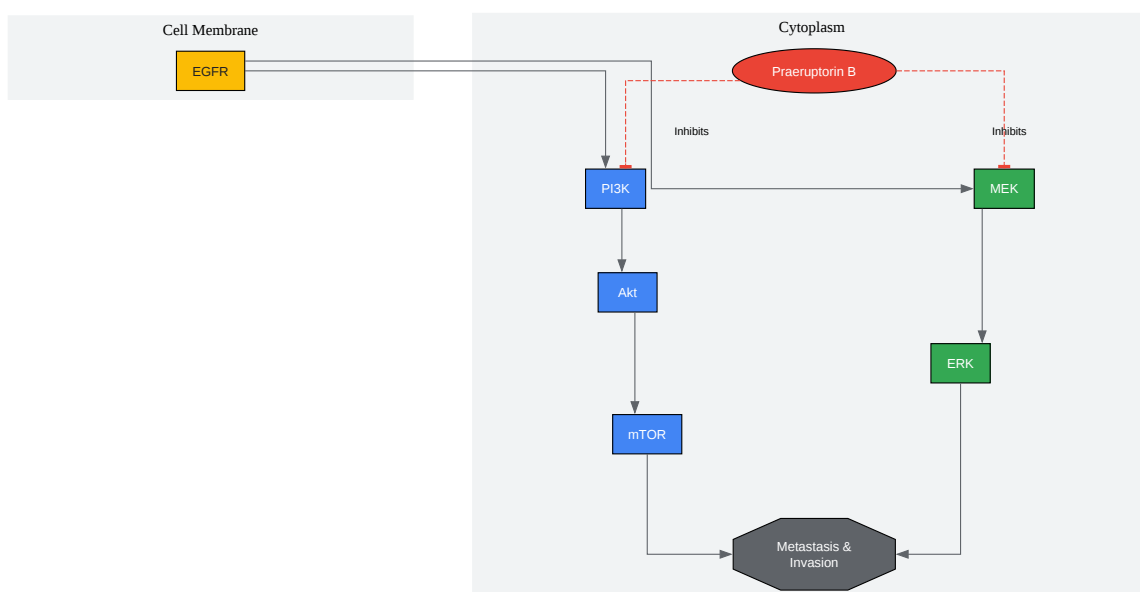 Cell Membrane
Cytoplasm
EGFR
Praeruptorin B
Inhibits
Inhibits
PI3K
MEK
Akt
ERK
mTOR
Metastasis &
Invasion